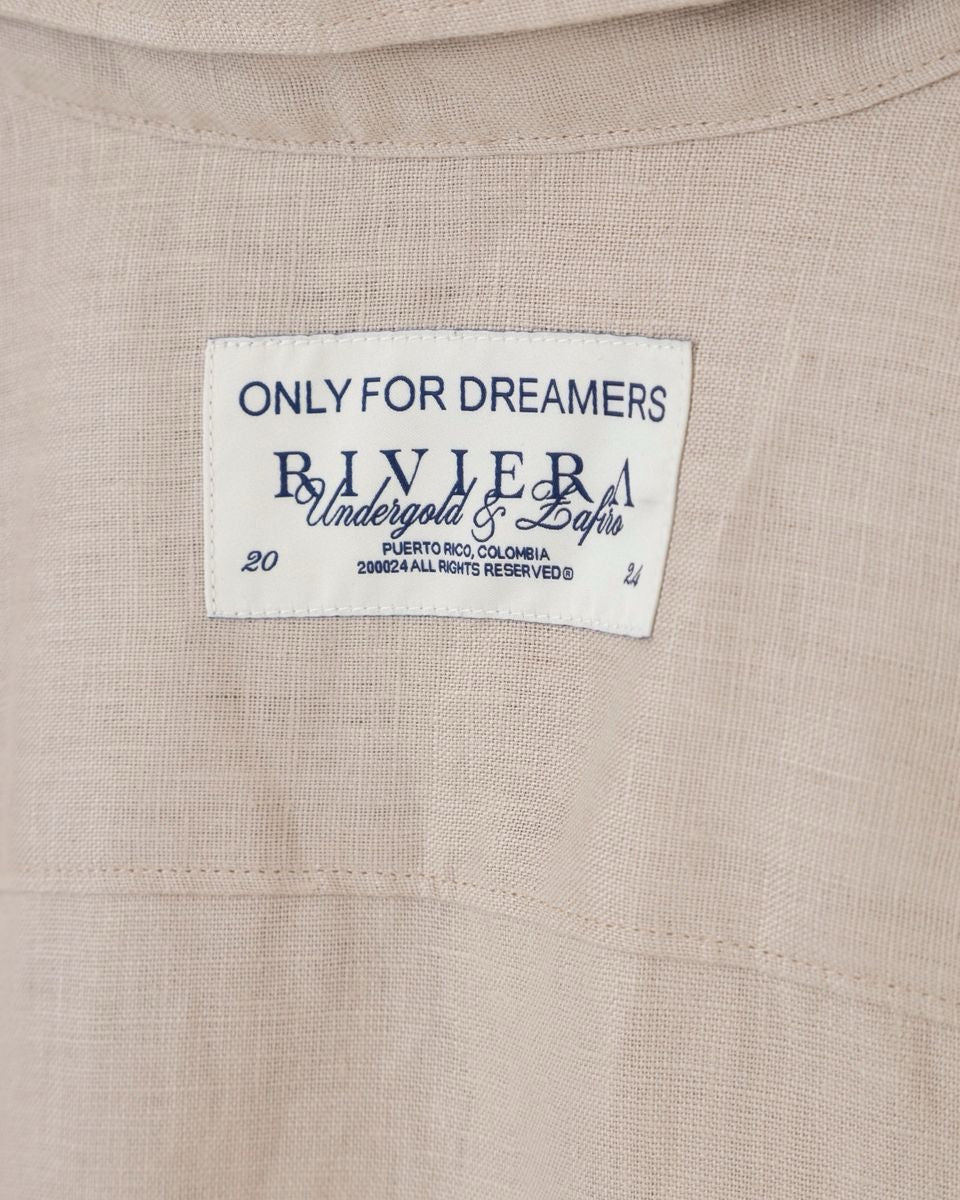 ONLY FOR DREAMERS
RIVIERA
Undergold & Zafiro
PUERTO RICO, COLOMBIA
20 200024 ALL RIGHTS RESERVED® 24